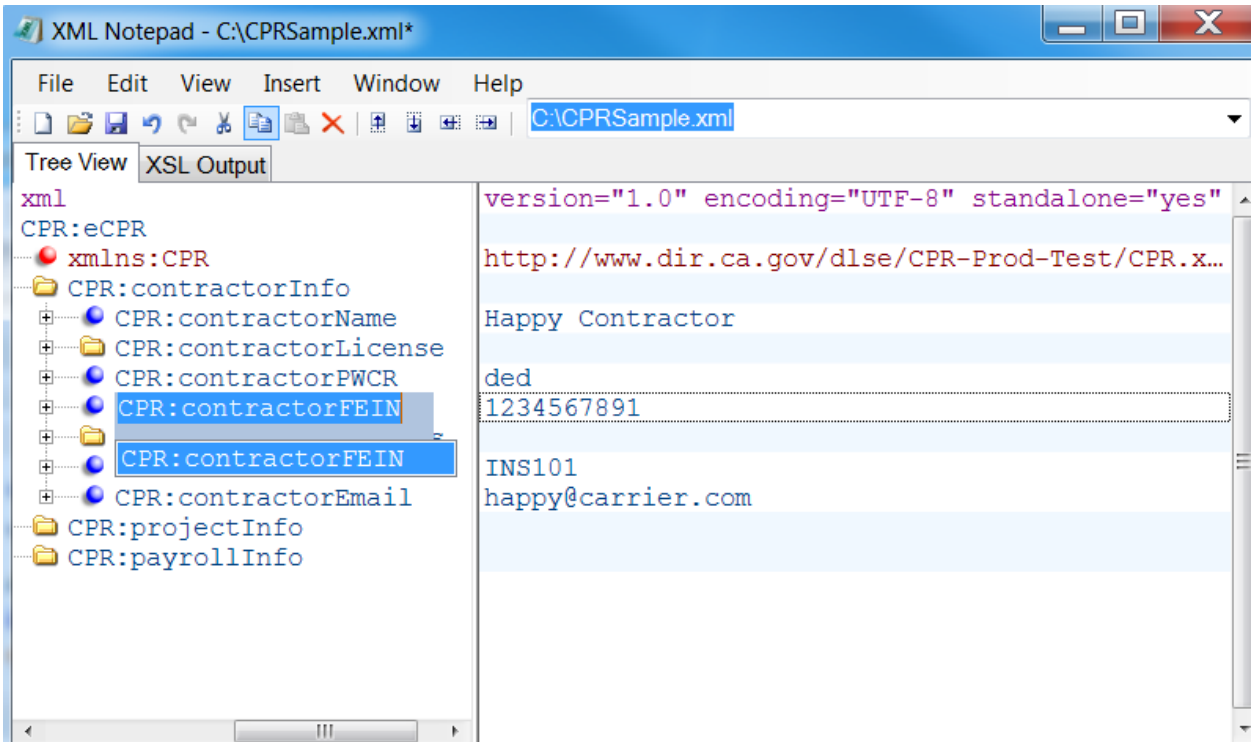 XML Notepad - C:\CPRSample.xml*
File Edit View Insert Window Help
C:\CPRSample.xml
Tree View XSL Output
xml version="1.0" encoding="UTF-8" standalone="yes"
CPR:eCPR
xmlns:CPR http://www.dir.ca.gov/dlse/CPR-Prod-Test/CPR.x...
CPR:contractorInfo
CPR:contractorName Happy Contractor
CPR:contractorLicense
CPR:contractorPWCR ded
CPR:contractorFEIN 1234567891
CPR:contractorFEIN INS101
CPR:contractorEmail happy@carrier.com
CPR:projectInfo
CPR:payrollInfo